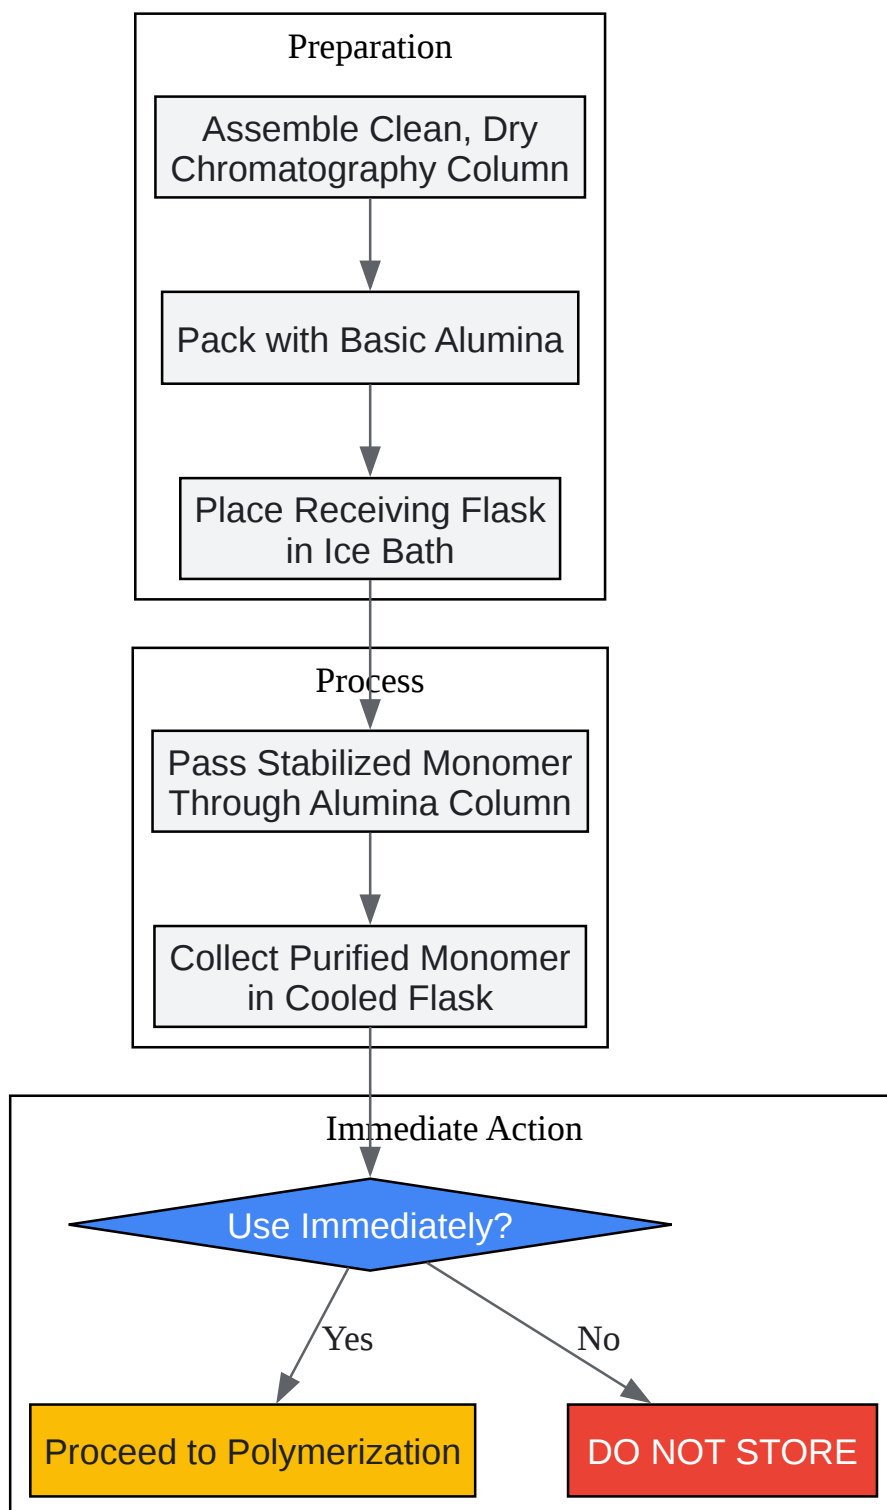 Preparation
Assemble Clean, Dry
Chromatography Column
Pack with Basic Alumina
Place Receiving Flask
in Ice Bath
Process
Pass Stabilized Monomer
Through Alumina Column
Collect Purified Monomer
in Cooled Flask
Immediate Action
Use Immediately?
Yes
No
Proceed to Polymerization
DO NOT STORE